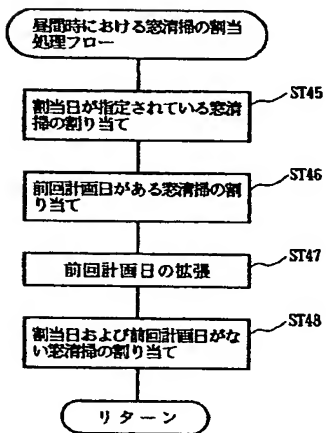 昼間時における窓清掃の割当
処理フロー
ST45
割当日が指定されている窓清
掃の割り当て
ST46
前回計画日がある窓清掃の割
り当て
ST47
前回計画日の拡張
ST48
割当日および前回計画日がな
い窓清掃の割り当て
リターン